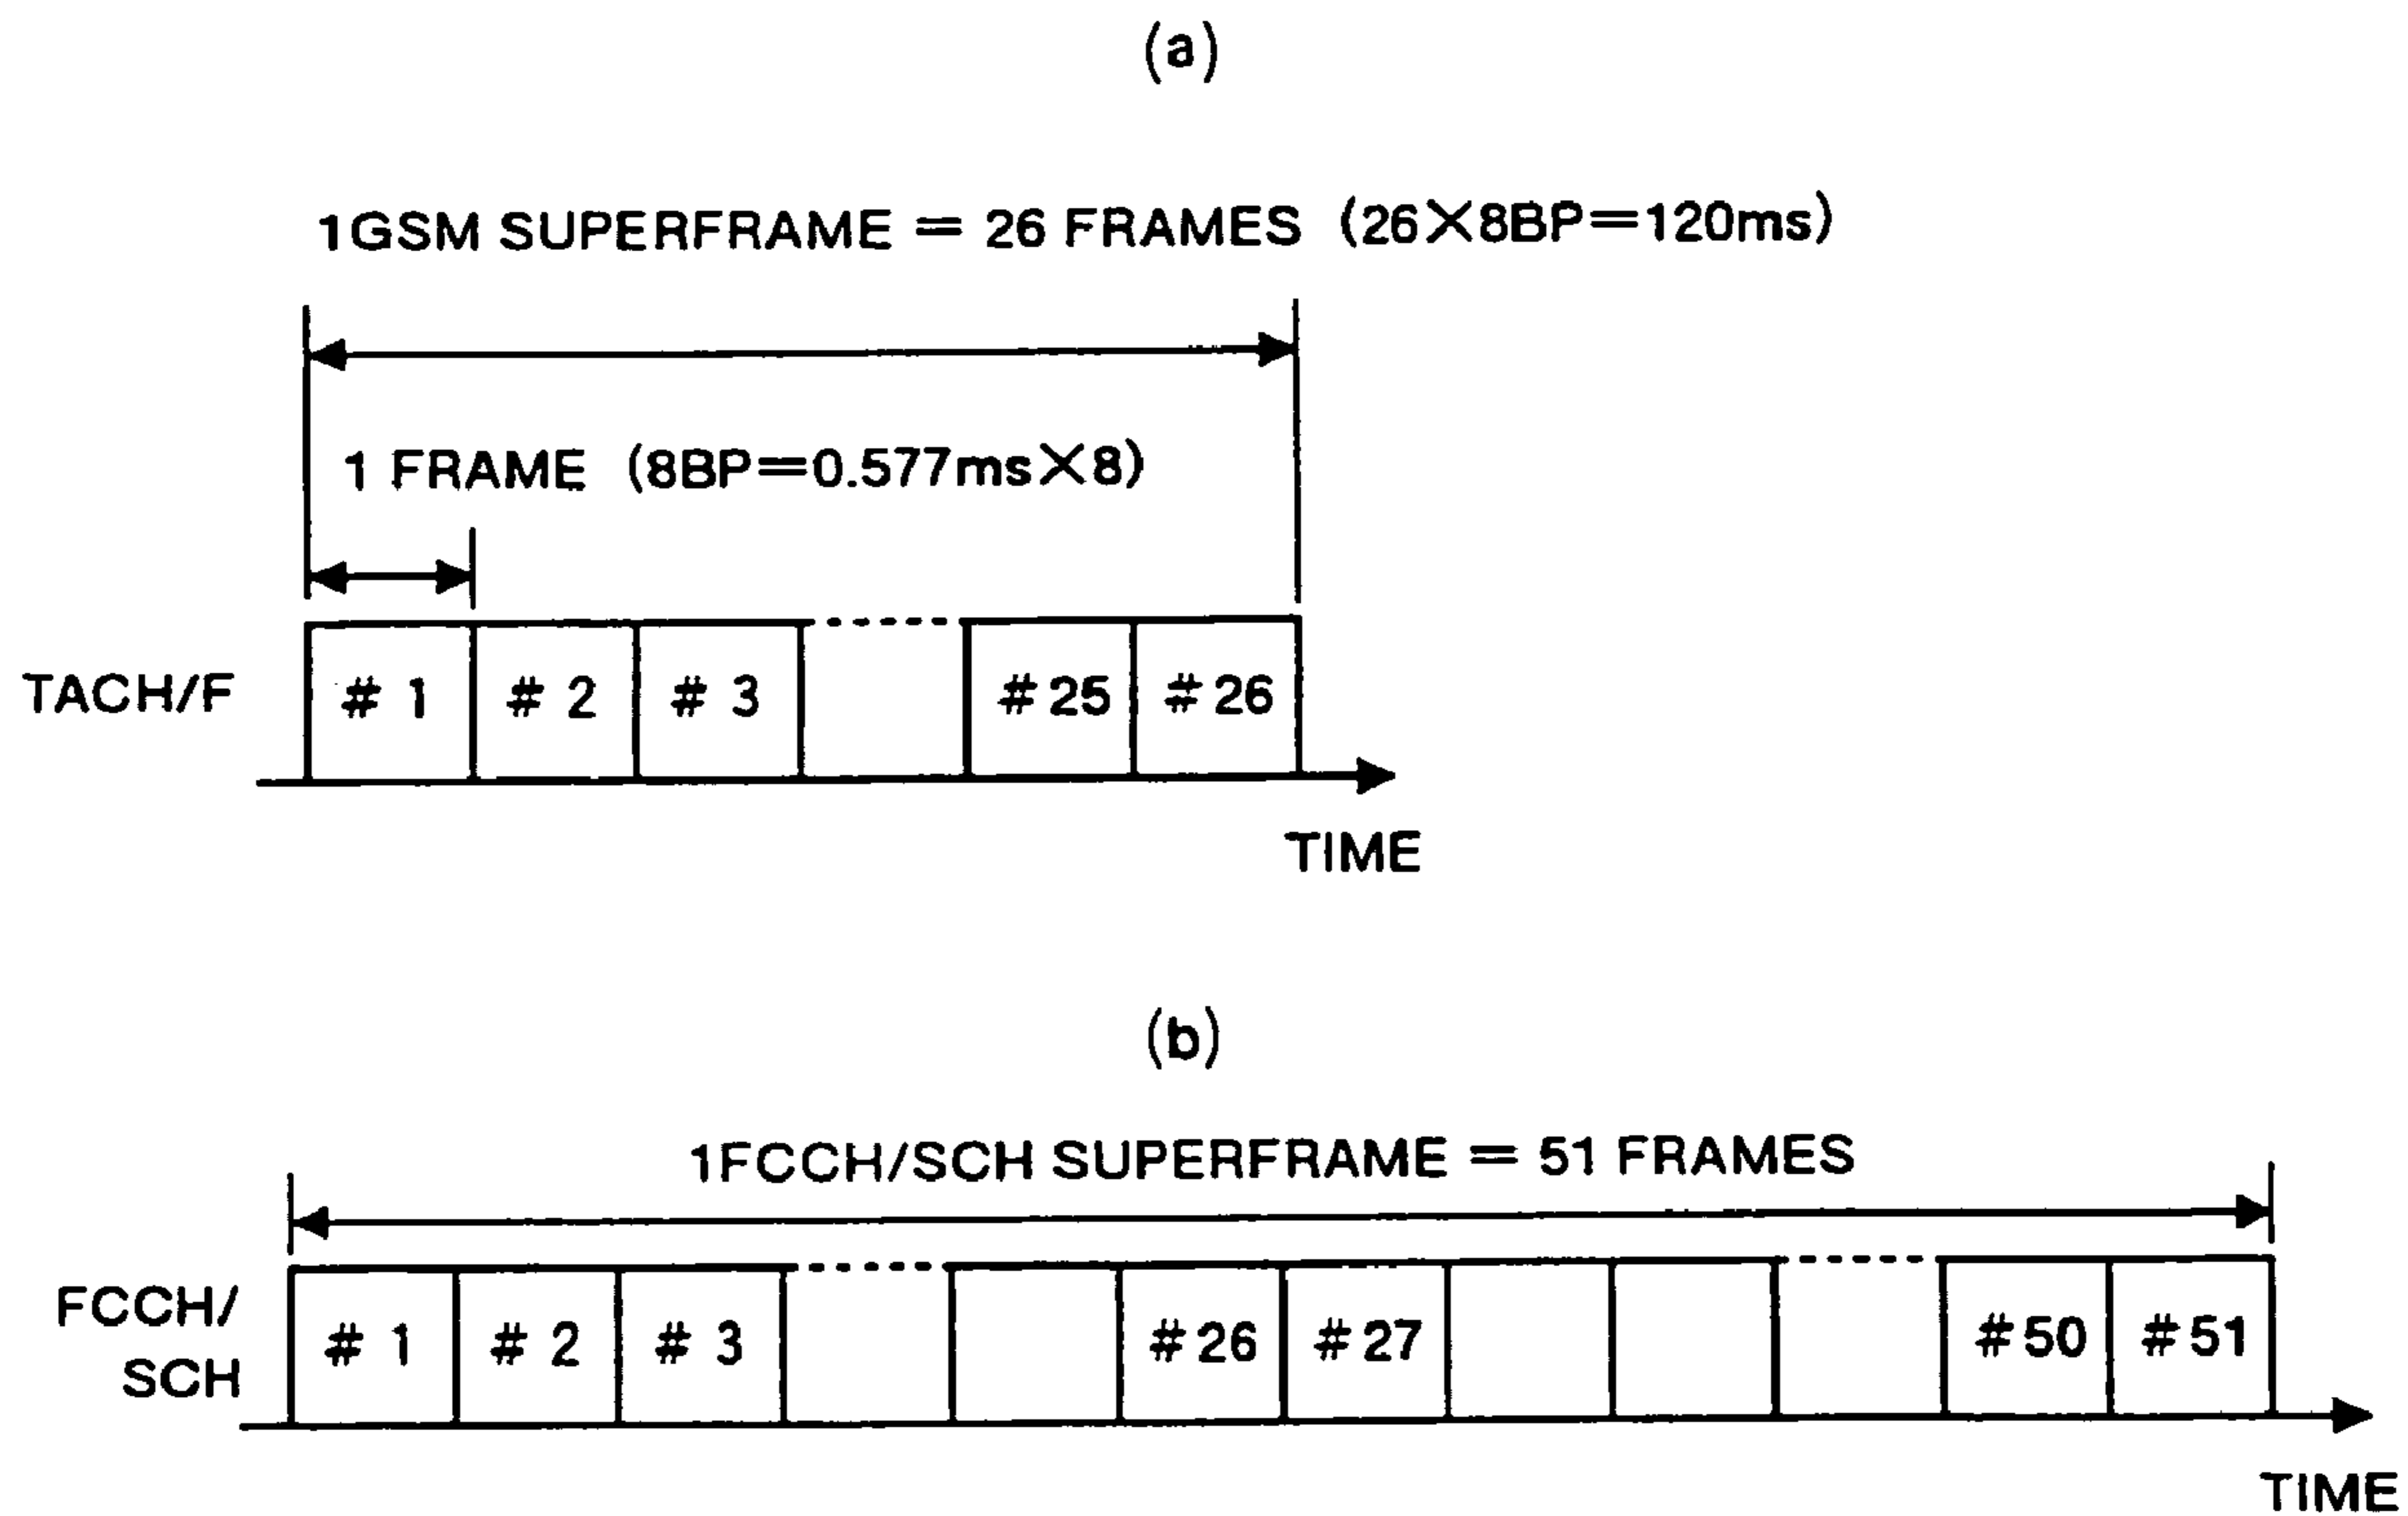 (a)
1GSM SUPERFRAME = 26 FRAMES (26×8BP=120ms)
1 FRAME (8BP=0.577ms×8)
TACH/F
# 1 # 2 # 3 # 25 # 26
TIME
(b)
1FCCH/SCH SUPERFRAME = 51 FRAMES
FCCH/
SCH
# 1 # 2 # 3 # 26 # 27 # 50 # 51
TIME